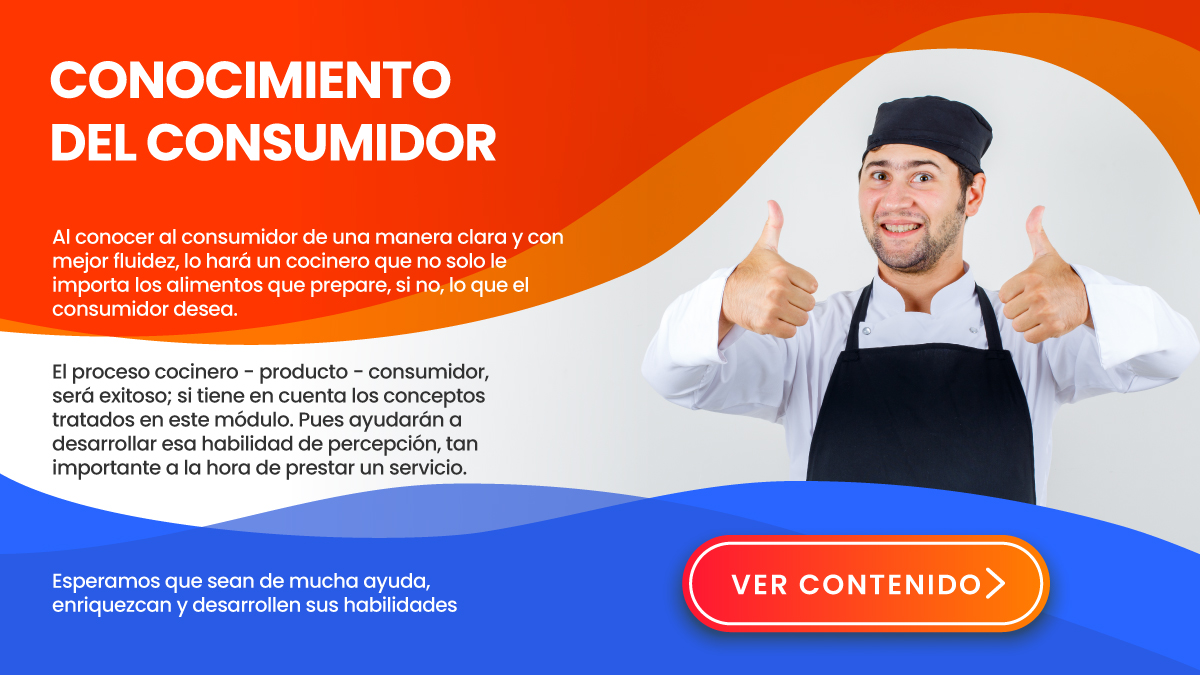 CONOCIMIENTO
DEL CONSUMIDOR
Al conocer al consumidor de una manera clara y con
mejor fluidez, lo hará un cocinero que no solo le
importa los alimentos que prepare, si no, lo que el
consumidor desea.
El proceso cocinero - producto - consumidor,
será exitoso; si tiene en cuenta los conceptos
tratados en este módulo. Pues ayudarán a
desarrollar esa habilidad de percepción, tan
importante a la hora de prestar un servicio.
Esperamos que sean de mucha ayuda,
enriquezcan y desarrollen sus habilidades
VER CONTENIDO